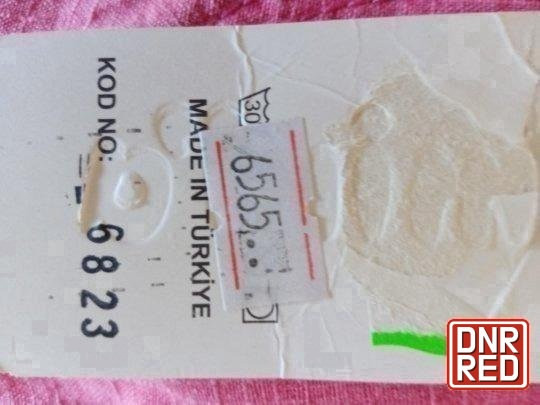 KOD NO:
6823
MADE IN TÜRKİYE
30
6565
DNR
RED